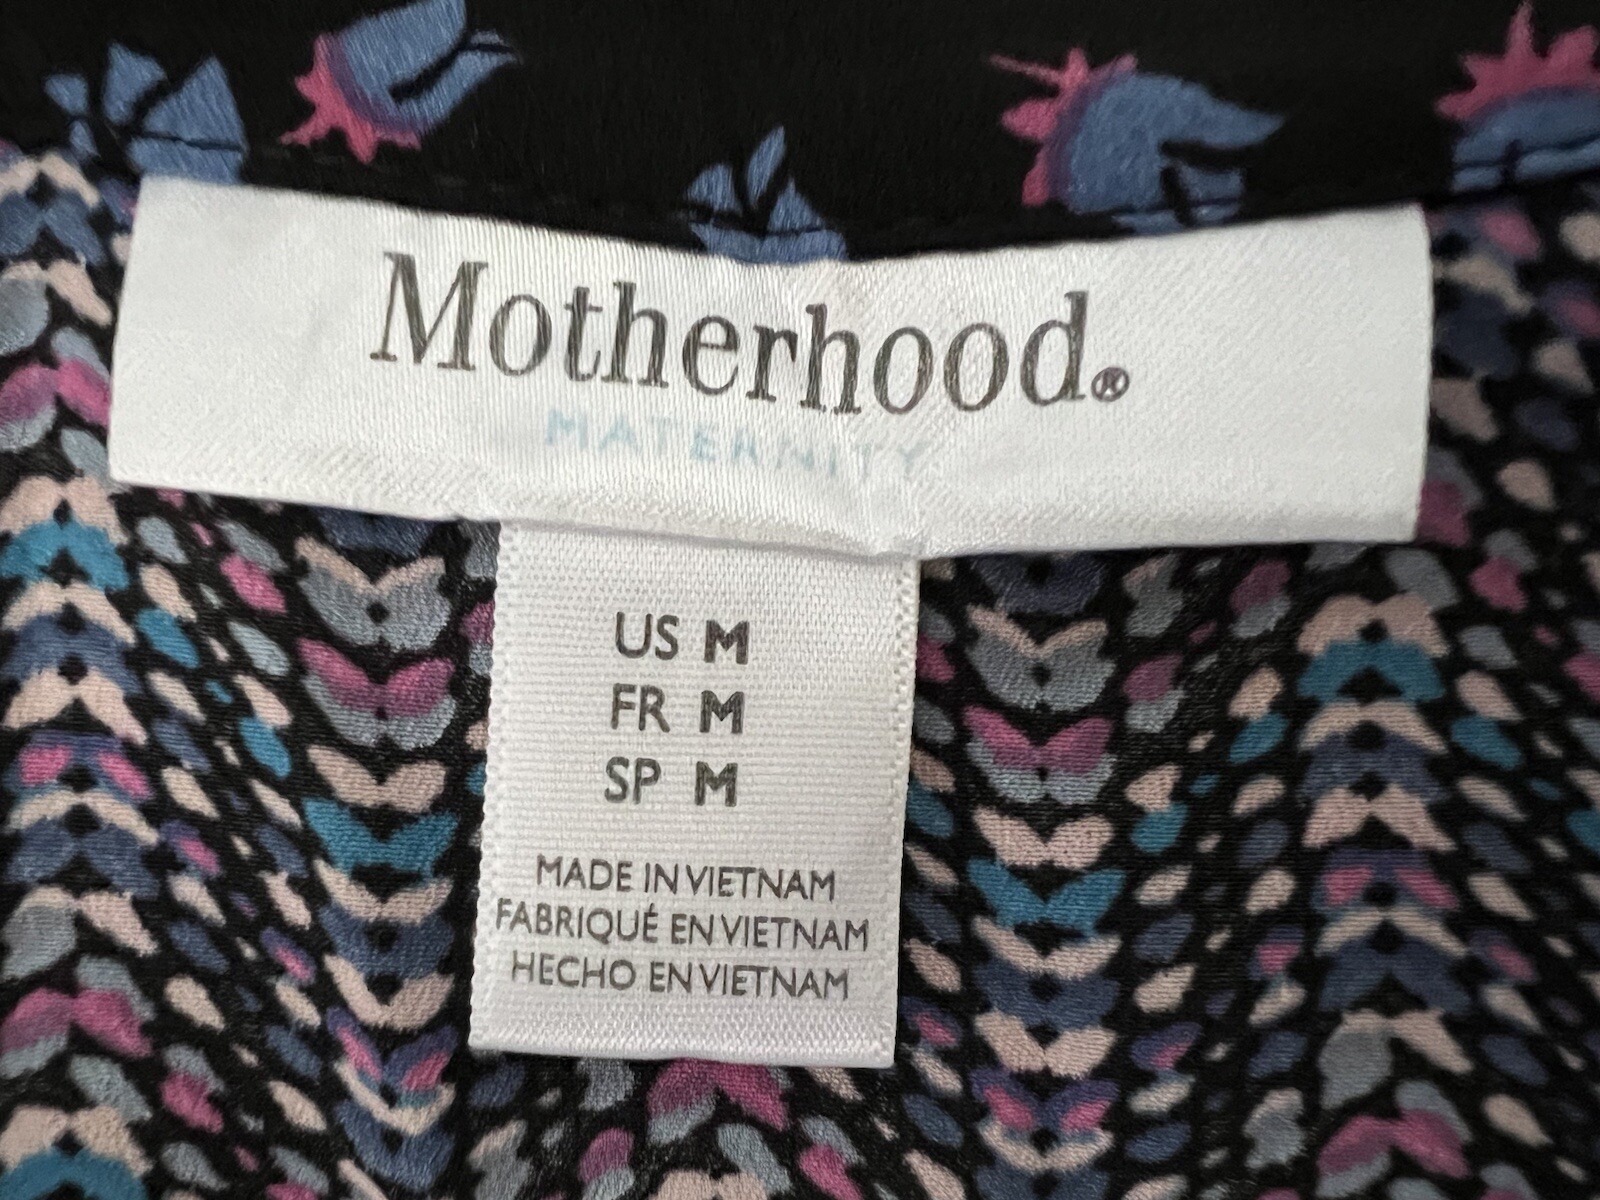 Motherhood®
MATERNITY
US M
FR M
SP M
MADE IN VIETNAM
FABRIQUÉ EN VIETNAM
HECHO EN VIETNAM